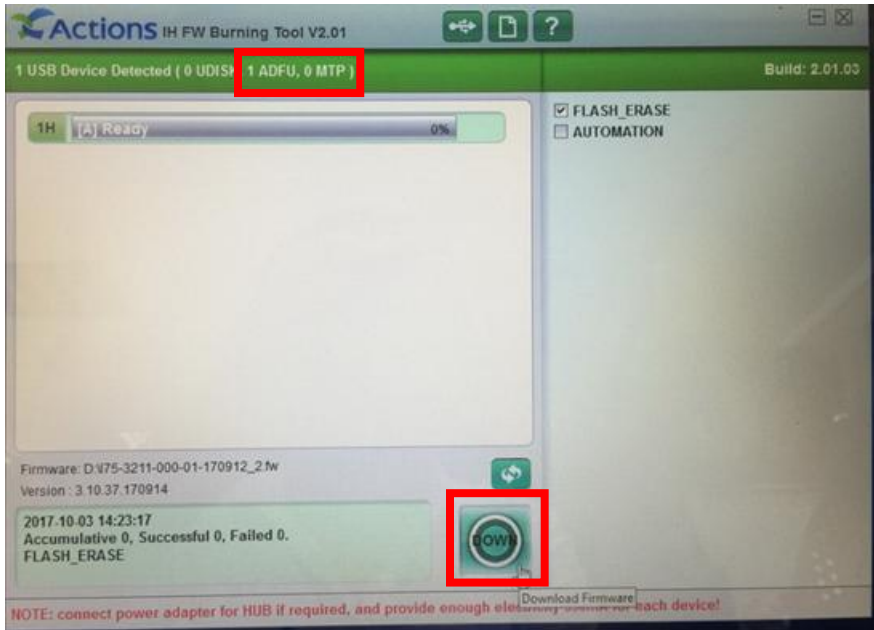 Actions IH FW Burning Tool V2.01
?
1 USB Device Detected ( 0 UDISK, 1 ADFU, 0 MTP )
Build: 2.01.03
1H [A] Ready 0%
FLASH_ERASE
AUTOMATION
Firmware: D:\I75-3211-000-01-170912_2.fw
Version : 3.10.37.170914
2017-10-03 14:23:17
Accumulative 0, Successful 0, Failed 0.
FLASH_ERASE
DOWN
Download Firmware
NOTE: connect power adapter for HUB if required, and provide enough each device!